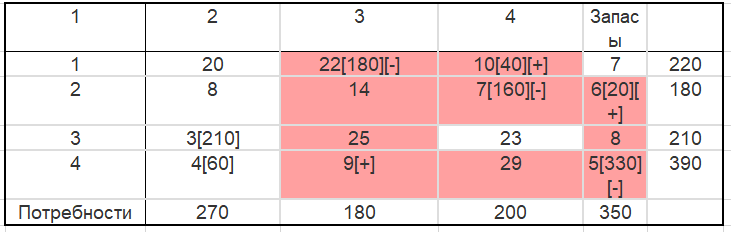 1 2 3 4 Запас
ы
1 20 22[180][-] 10[40][+] 7 220
2 8 14 7[160][-] 6[20][ 180
+]
3 3[210] 25 23 8 210
4 4[60] 9[+] 29 5[330] 390
[-]
Потребности 270 180 200 350